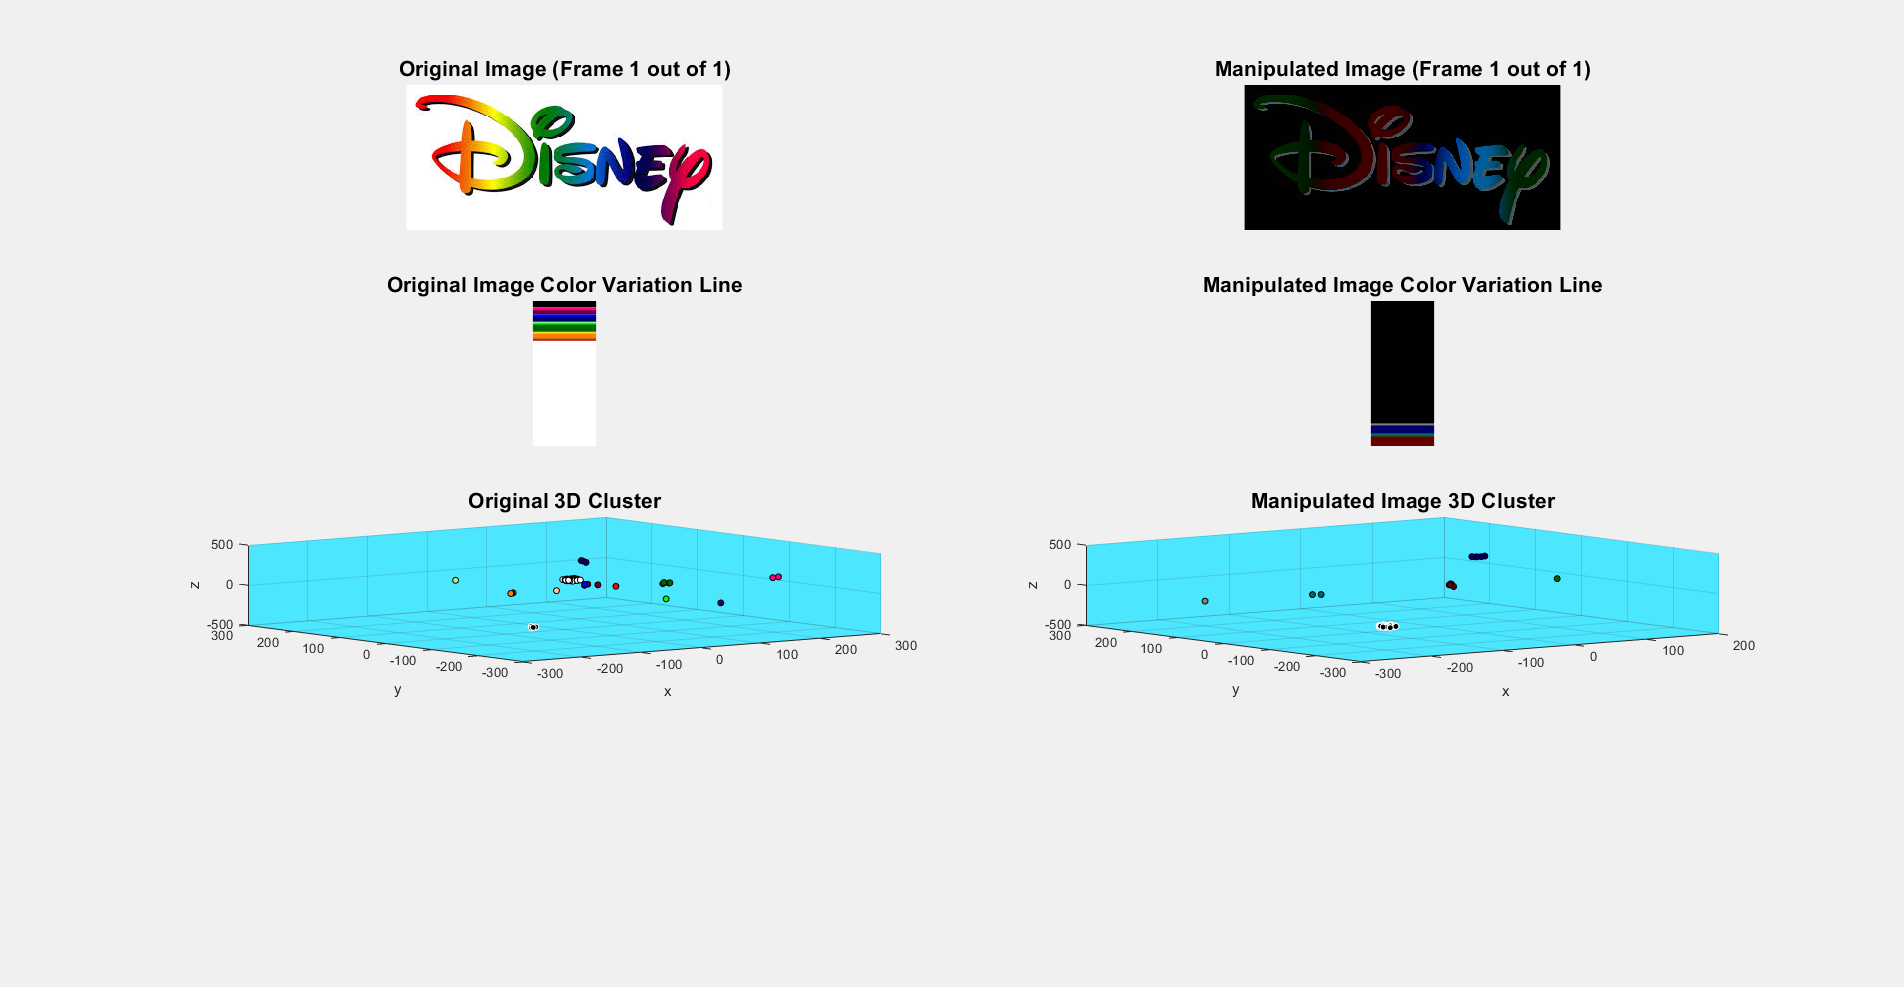 Original Image (Frame 1 out of 1)
Disney
Original Image Color Variation Line
Original 3D Cluster
500
0
-500
z
300
200
100
0
-100
-200
-300
y
-300
-200
-100
0
100
200
300
x
Manipulated Image (Frame 1 out of 1)
Disney
Manipulated Image Color Variation Line
Manipulated Image 3D Cluster
500
0
-500
z
300
200
100
0
-100
-200
-300
y
-300
-200
-100
0
100
200
x